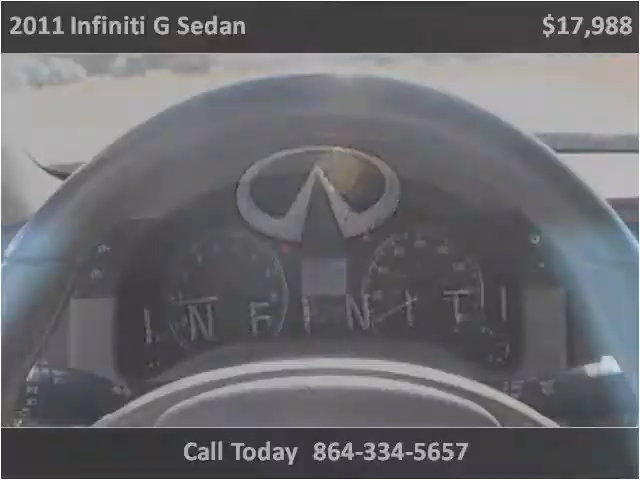 2011 Infiniti G Sedan $17,988
INFINITI
Call Today 864-334-5657